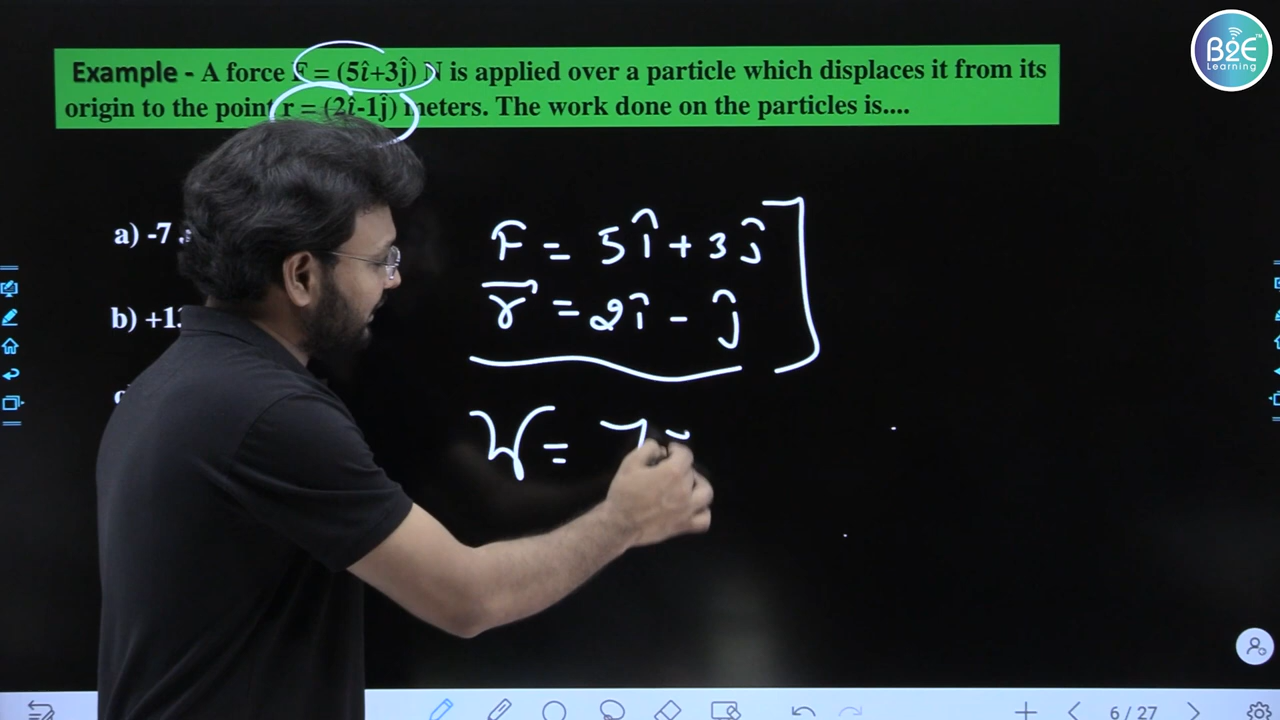 B2E
Learning
Example - A force F = (5î+3ĵ) N is applied over a particle which displaces it from its
origin to the point r = (2î-1ĵ) meters. The work done on the particles is....
a) -7
b)
F = 5î + 3ĵ
r⃗ = 2î - ĵ
W = 7
6 / 27